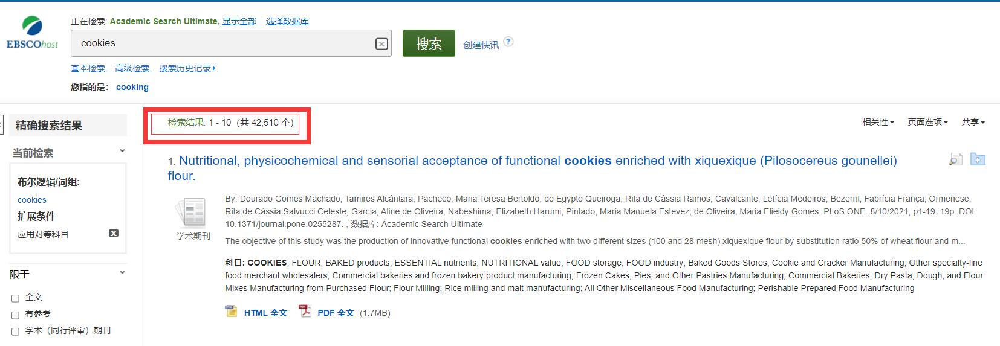 EBSCOhost
正在检索: Academic Search Ultimate, 显示全部 选择数据库
cookies
搜索
创建快讯 ?
基本检索 高级检索 搜索历史记录
您指的是: cooking
精确搜索结果
当前检索
布尔逻辑/词组:
cookies
扩展条件
应用对等科目
限于
全文
有参考
学术（同行评审）期刊
检索结果: 1 - 10 (共 42,510 个)
相关性 页面选项 共享
1. Nutritional, physicochemical and sensorial acceptance of functional cookies enriched with xiquexique (Pilosocereus gounellei)
flour.
学术期刊
By: Dourado Gomes Machado, Tamires Alcântara; Pacheco, Maria Teresa Bertoldo; do Egypto Queiroga, Rita de Cássia Ramos; Cavalcante, Letícia Medeiros; Bezerril, Fabrícia França; Ormenese,
Rita de Cássia Salvucci Celeste; Garcia, Aline de Oliveira; Nabeshima, Elizabeth Harumi; Pintado, Maria Manuela Estevez; de Oliveira, Maria Elieidy Gomes. PLoS ONE. 8/10/2021, p1-19. 19p. DOI:
10.1371/journal.pone.0255287. , 数据库: Academic Search Ultimate
The objective of this study was the production of innovative functional cookies enriched with two different sizes (100 and 28 mesh) xiquexique flour by substitution ratio 50% of wheat flour and m...
科目: COOKIES; FLOUR; BAKED products; ESSENTIAL nutrients; NUTRITIONAL value; FOOD storage; FOOD industry; Baked Goods Stores; Cookie and Cracker Manufacturing; Other specialty-line
food merchant wholesalers; Commercial bakeries and frozen bakery product manufacturing; Frozen Cakes, Pies, and Other Pastries Manufacturing; Commercial Bakeries; Dry Pasta, Dough, and Flour
Mixes Manufacturing from Purchased Flour; Flour Milling; Rice milling and malt manufacturing; All Other Miscellaneous Food Manufacturing; Perishable Prepared Food Manufacturing
HTML 全文 PDF 全文 (1.7MB)